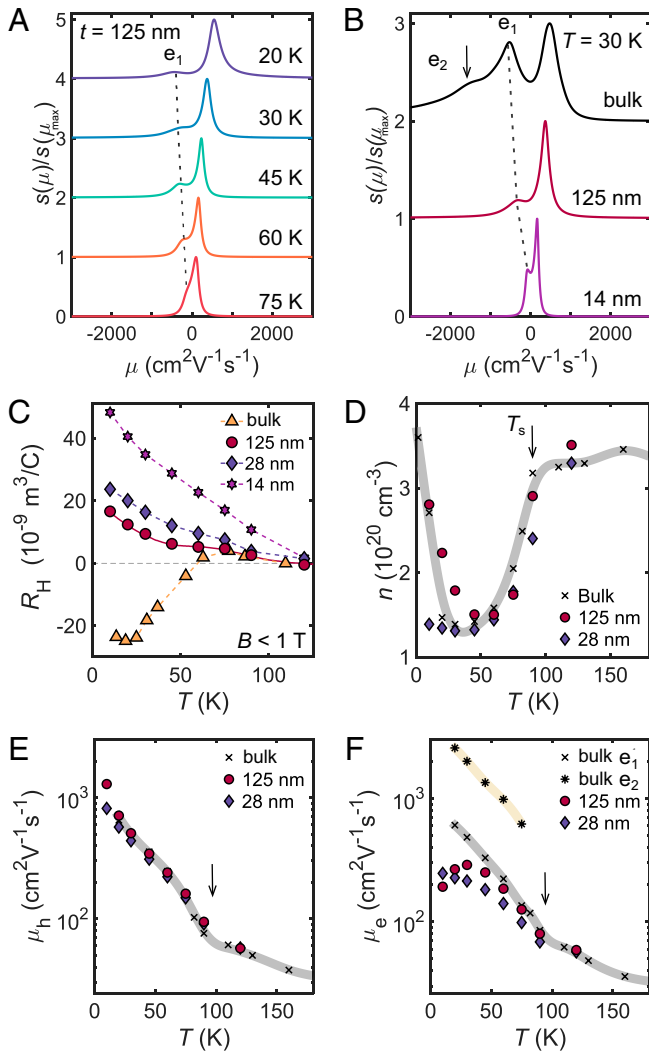 A
t = 125 nm
e1
20 K
30 K
45 K
60 K
75 K
s(μ)/s(μmax)
5
4
3
2
1
0
-2000 0 2000
μ (cm²V⁻¹s⁻¹)
B
T = 30 K
e1
e2
bulk
125 nm
14 nm
s(μ)/s(μmax)
3
2
1
0
-2000 0 2000
μ (cm²V⁻¹s⁻¹)
C
bulk
125 nm
28 nm
14 nm
B < 1 T
RH (10⁻⁹ m³/C)
40
20
0
-20
0 50 100
T (K)
D
Ts
Bulk
125 nm
28 nm
n (10²⁰ cm⁻³)
4
3
2
1
0 50 100 150
T (K)
E
bulk
125 nm
28 nm
μh (cm²V⁻¹s⁻¹)
10³
10²
0 50 100 150
T (K)
F
bulk e1
bulk e2
125 nm
28 nm
μe (cm²V⁻¹s⁻¹)
10³
10²
0 50 100 150
T (K)